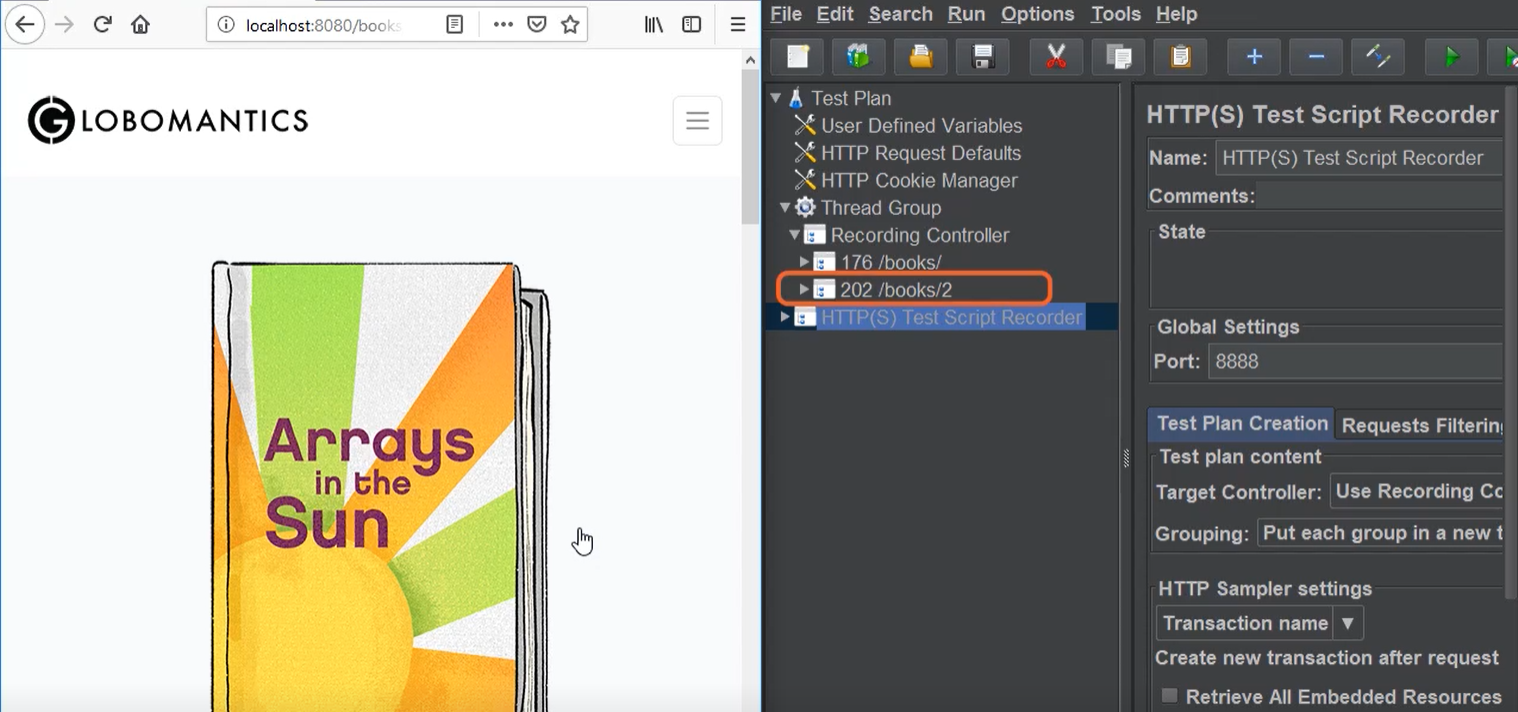 localhost:8080/books
GLOBOMANTICS
Arrays
in the
Sun
File Edit Search Run Options Tools Help
Test Plan
User Defined Variables
HTTP Request Defaults
HTTP Cookie Manager
Thread Group
Recording Controller
176 /books/
202 /books/2
HTTP(S) Test Script Recorder
HTTP(S) Test Script Recorder
Name: HTTP(S) Test Script Recorder
Comments:
State
Global Settings
Port: 8888
Test Plan Creation Requests Filtering
Test plan content
Target Controller: Use Recording Co
Grouping: Put each group in a new t
HTTP Sampler settings
Transaction name
Create new transaction after request
Retrieve All Embedded Resources